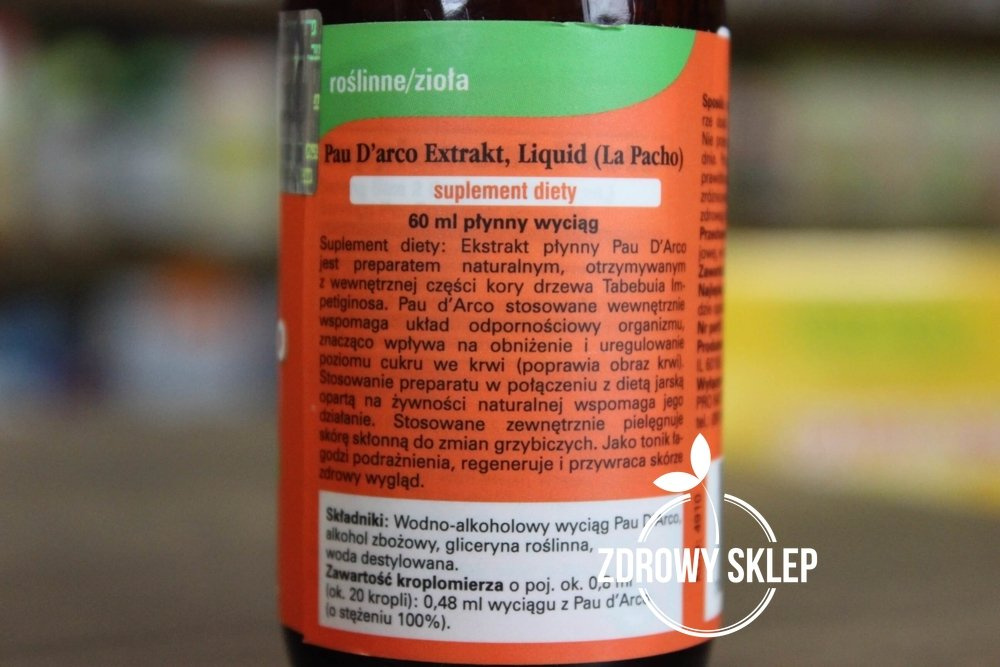 roślinne/zioła
Pau D'arco Extrakt, Liquid (La Pacho)
suplement diety
60 ml płynny wyciąg
Suplement diety: Ekstrakt płynny Pau D'Arco
jest preparatem naturalnym, otrzymywanym
z wewnętrznej części kory drzewa Tabebuia Im-
petiginosa. Pau d'Arco stosowane wewnętrznie
wspomaga układ odpornościowy organizmu,
znacząco wpływa na obniżenie i uregulowanie
poziomu cukru we krwi (poprawia obraz krwi).
Stosowanie preparatu w połączeniu z dietą jarską
opartą na żywności naturalnej wspomaga jego
działanie. Stosowane zewnętrznie pielęgnuje
skórę skłonną do zmian grzybiczych. Jako tonik ła-
godzi podrażnienia, regeneruje i przywraca skórze
zdrowy wygląd.
Składniki: Wodno-alkoholowy wyciąg Pau D'Arco,
alkohol zbożowy, gliceryna roślinna,
woda destylowana.
Zawartość kroplomierza o poj. ok. 0,8 ml
(ok. 20 kropli): 0,48 ml wyciągu z Pau d'Arco
(o stężeniu 100%).
4910
ZDROWY SKLEP